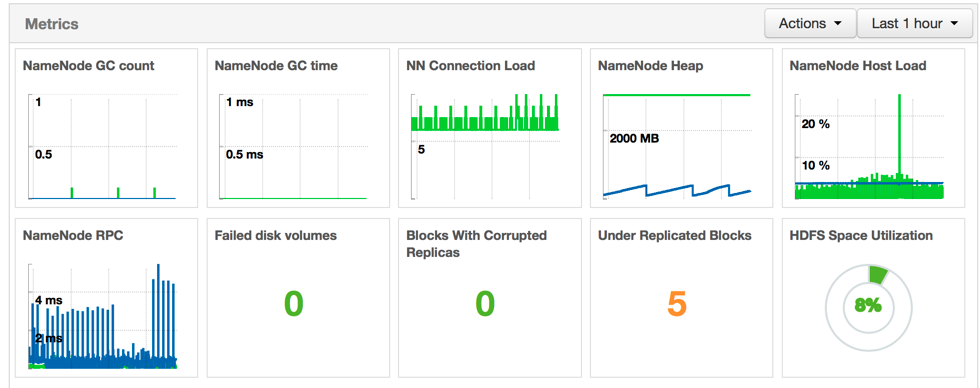 Metrics
Actions
Last 1 hour
NameNode GC count
1
0.5
NameNode GC time
1 ms
0.5 ms
NN Connection Load
5
NameNode Heap
2000 MB
NameNode Host Load
20 %
10 %
NameNode RPC
4 ms
2 ms
Failed disk volumes
0
Blocks With Corrupted
Replicas
0
Under Replicated Blocks
5
HDFS Space Utilization
8%